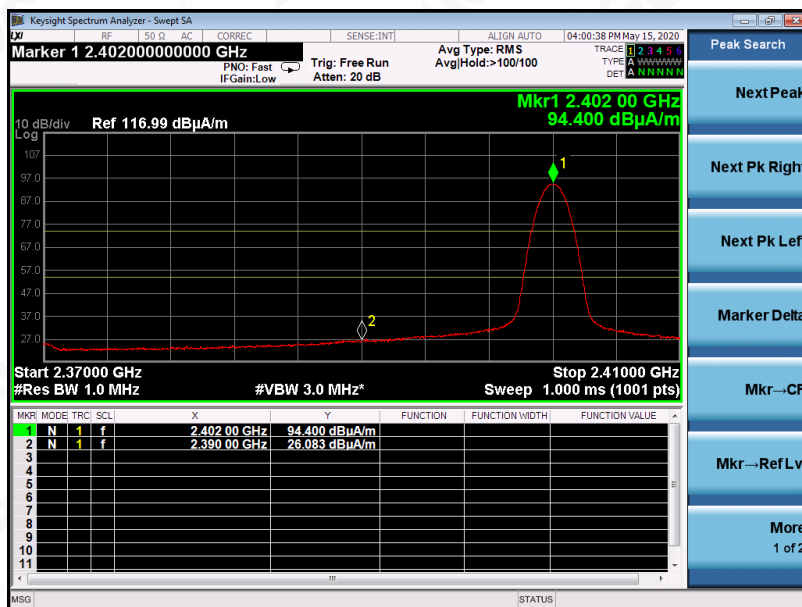 Keysight Spectrum Analyzer - Swept SA
LXI RF 50 Ω AC CORREC SENSE:INT ALIGN AUTO 04:00:38 PM May 15, 2020
Marker 1 2.402000000000 GHz
PNO: Fast
IFGain:Low
Trig: Free Run
Atten: 20 dB
Avg Type: RMS
Avg|Hold:>100/100
TRACE 1 2 3 4 5 6
TYPE A W W W W W
DET A N N N N N
Peak Search
Mkr1 2.402 00 GHz
94.400 dBµA/m
10 dB/div Ref 116.99 dBµA/m
Log
107
97.0
87.0
77.0
67.0
57.0
47.0
37.0
27.0
1
2
Start 2.37000 GHz Stop 2.41000 GHz
#Res BW 1.0 MHz #VBW 3.0 MHz* Sweep 1.000 ms (1001 pts)
MKR MODE TRC SCL X Y FUNCTION FUNCTION WIDTH FUNCTION VALUE
1 N 1 f 2.402 00 GHz 94.400 dBµA/m
2 N 1 f 2.390 00 GHz 26.083 dBµA/m
3
4
5
6
7
8
9
10
11
Next Peak
Next Pk Right
Next Pk Left
Marker Delta
Mkr→CF
Mkr→Ref Lv
More
1 of 2
MSG STATUS